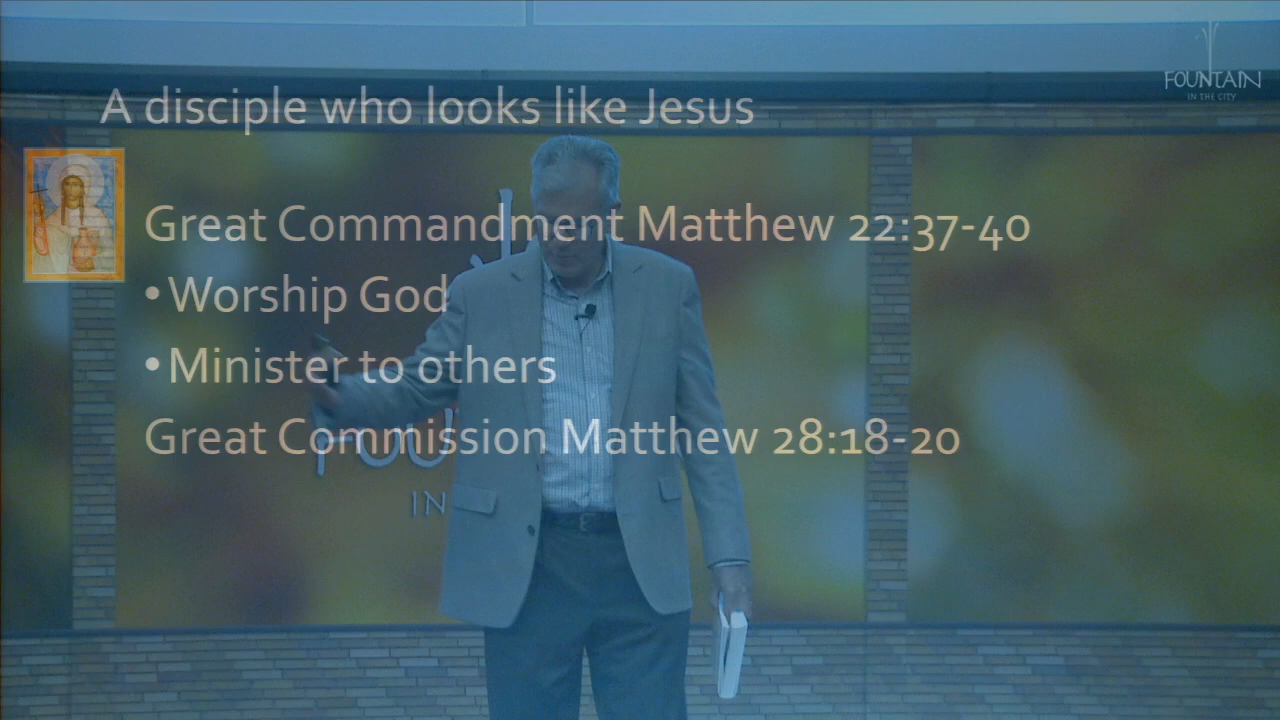 FOUNTAIN
IN THE CITY
A disciple who looks like Jesus
Great Commandment Matthew 22:37-40
• Worship God
• Minister to others
Great Commission Matthew 28:18-20
IN